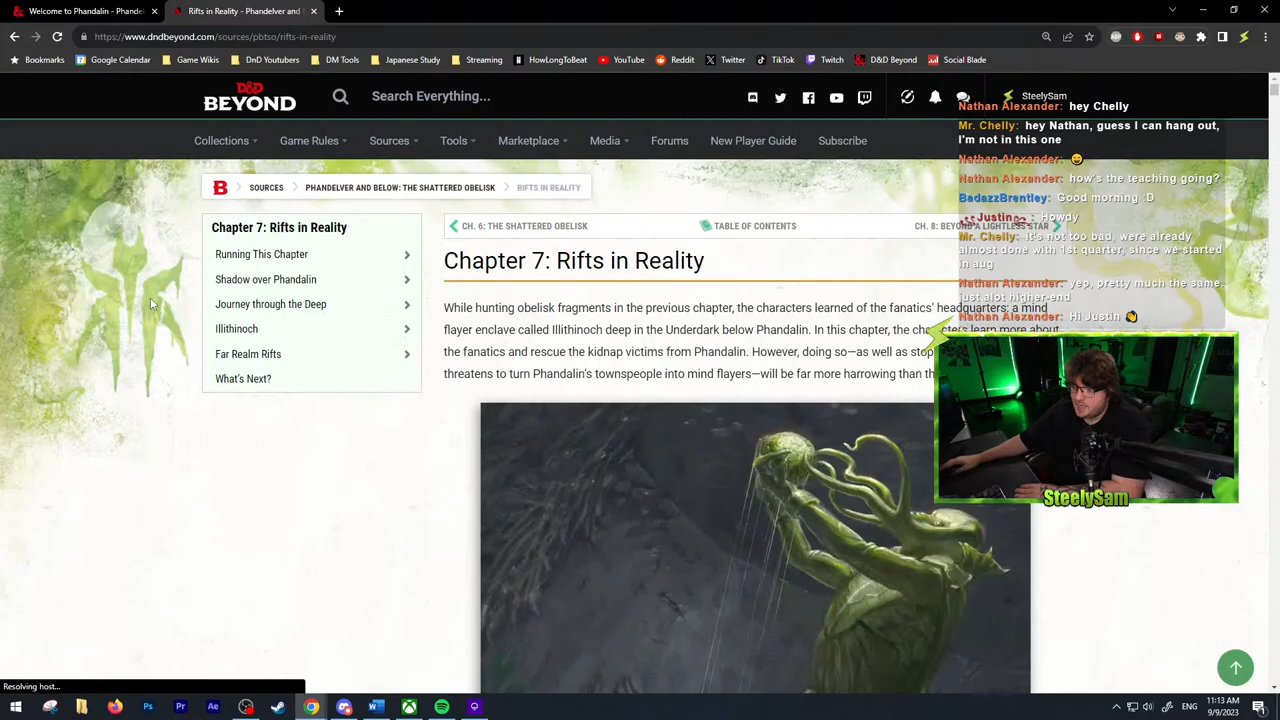 Welcome to Phandalin - Phandel
Rifts in Reality - Phandelver and
https://www.dndbeyond.com/sources/pbtso/rifts-in-reality
Bookmarks
Google Calendar
Game Wikis
DnD Youtubers
DM Tools
Japanese Study
Streaming
HowLongToBeat
YouTube
Reddit
Twitter
TikTok
Twitch
D&D Beyond
Social Blade
D&D
BEYOND
Search Everything...
SteelySam
Collections
Game Rules
Sources
Tools
Marketplace
Media
Forums
New Player Guide
Subscribe
Nathan Alexander: hey Chelly
Mr. Chelly: hey Nathan, guess I can hang out,
I'm not in this one
Nathan Alexander: 😄
Nathan Alexander: how's the teaching going?
BadazzBrentley: Good morning :D
Justin: Howdy
Mr. Chelly: it's not too bad, were already
almost done with 1st quarter, since we started
in aug
Nathan Alexander: yep, pretty much the same,
just alot higher-end
Nathan Alexander: Hi Justin 👋
B
SOURCES
PHANDELVER AND BELOW: THE SHATTERED OBELISK
RIFTS IN REALITY
Chapter 7: Rifts in Reality
Running This Chapter
Shadow over Phandalin
Journey through the Deep
Illithinoch
Far Realm Rifts
What's Next?
CH. 6: THE SHATTERED OBELISK
TABLE OF CONTENTS
CH. 8: BEYOND A LIGHTLESS STAR
Chapter 7: Rifts in Reality
While hunting obelisk fragments in the previous chapter, the characters learned of the fanatics' headquarters: a mind
flayer enclave called Illithinoch deep in the Underdark below Phandalin. In this chapter, the characters learn more about
the fanatics and rescue the kidnap victims from Phandalin. However, doing so—as well as stop
threatens to turn Phandalin's townspeople into mind flayers—will be far more harrowing than th
SteelySam
Resolving host...
ENG
11:13 AM
9/9/2023